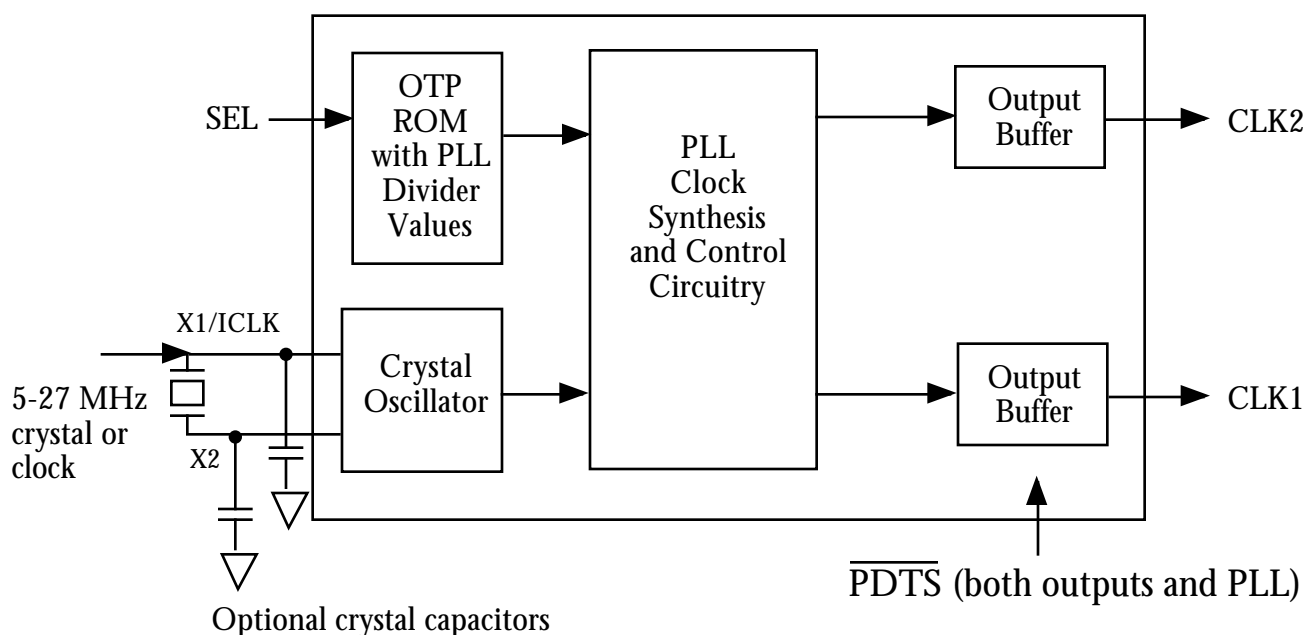 SEL
OTP
ROM
with PLL
Divider
Values
PLL
Clock
Synthesis
and Control
Circuitry
Output
Buffer
CLK2
X1/ICLK
5-27 MHz
crystal or
clock
X2
Crystal
Oscillator
Output
Buffer
CLK1
P̅D̅T̅S̅ (both outputs and PLL)
Optional crystal capacitors